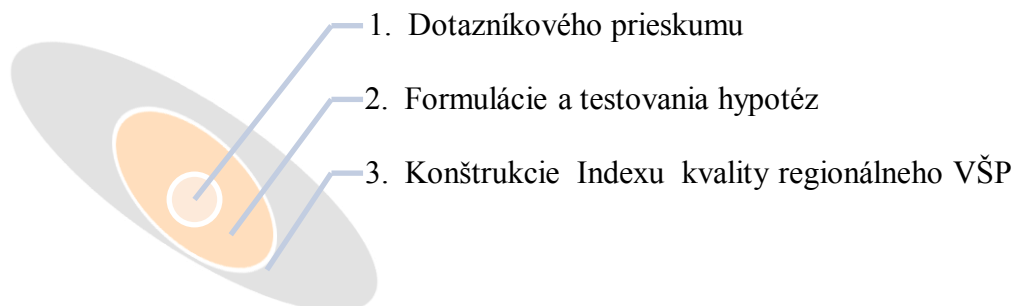 1. Dotazníkového prieskumu
2. Formulácie a testovania hypotéz
3. Konštrukcie Indexu kvality regionálneho VŠP